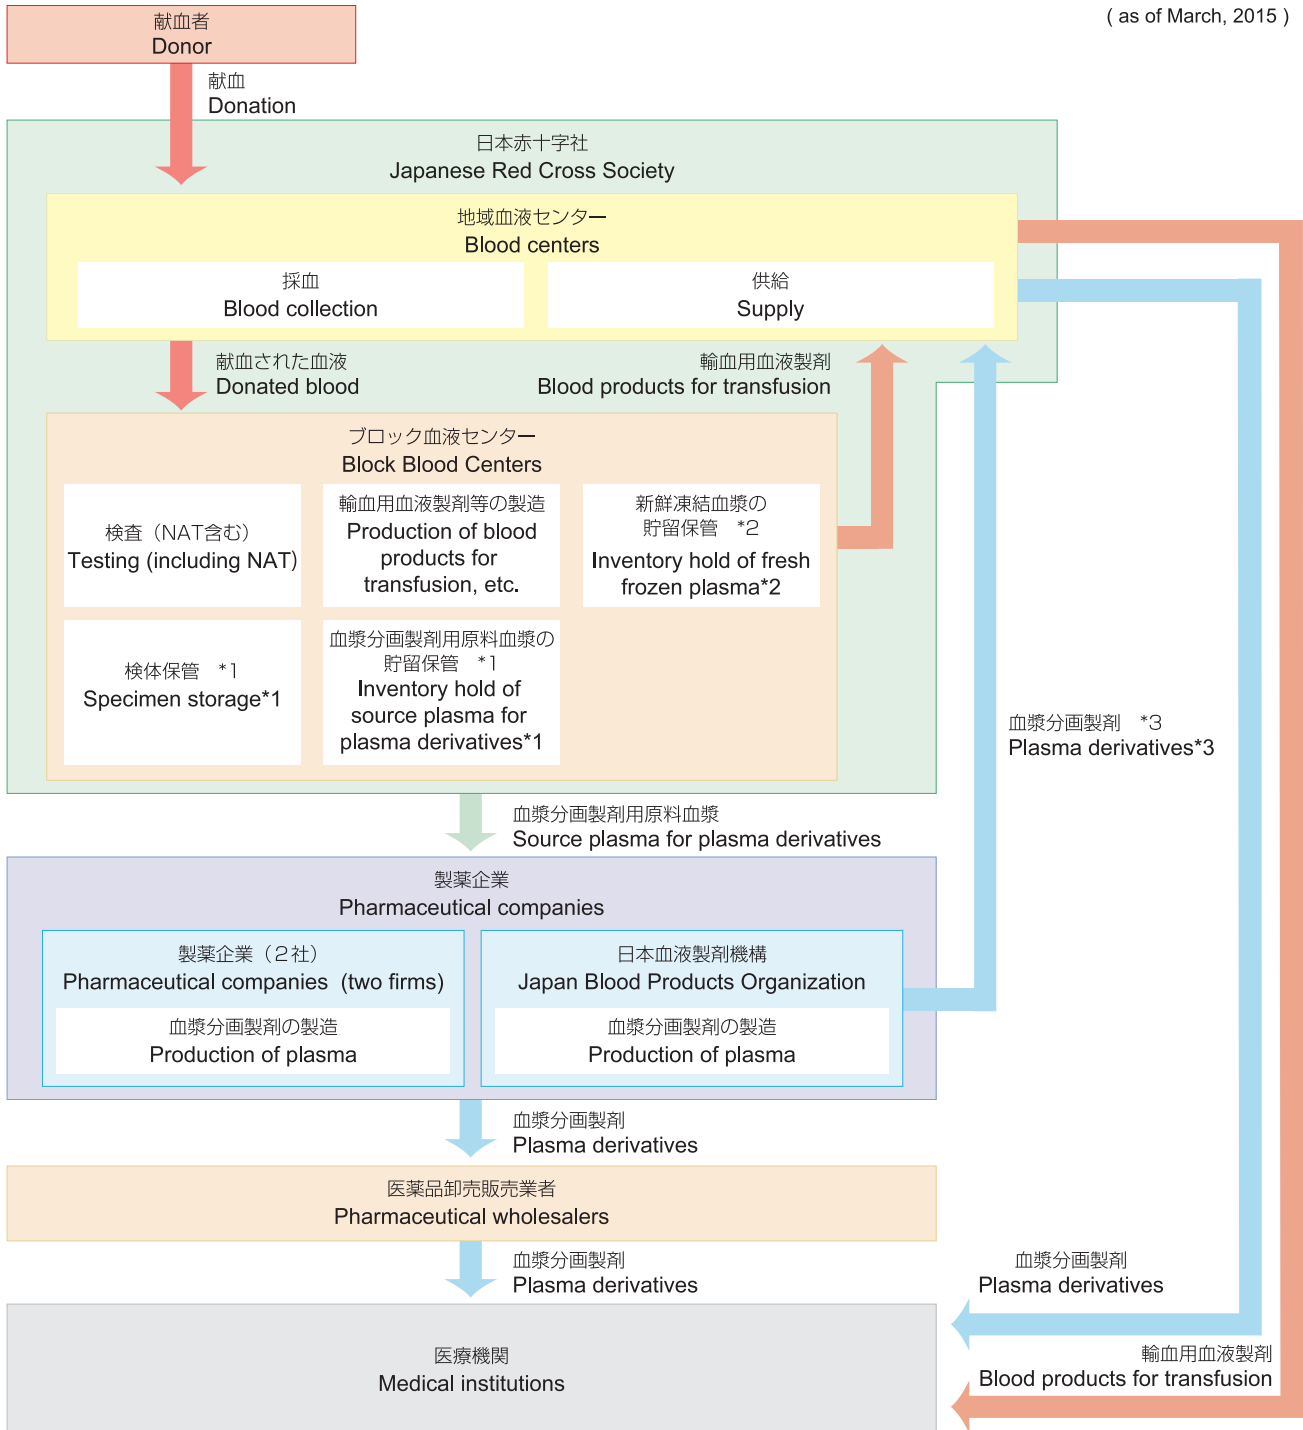 ( as of March, 2015 )
献血者
Donor
献血
Donation
日本赤十字社
Japanese Red Cross Society
地域血液センター
Blood centers
採血
Blood collection
供給
Supply
献血された血液
Donated blood
輸血用血液製剤
Blood products for transfusion
ブロック血液センター
Block Blood Centers
検査（NAT含む）
Testing (including NAT)
輸血用血液製剤等の製造
Production of blood
products for
transfusion, etc.
新鮮凍結血漿の
貯留保管 *2
Inventory hold of fresh
frozen plasma*2
検体保管 *1
Specimen storage*1
血漿分画製剤用原料血漿の
貯留保管 *1
Inventory hold of
source plasma for
plasma derivatives*1
血漿分画製剤 *3
Plasma derivatives*3
血漿分画製剤用原料血漿
Source plasma for plasma derivatives
製薬企業
Pharmaceutical companies
製薬企業（２社）
Pharmaceutical companies (two firms)
血漿分画製剤の製造
Production of plasma
日本血液製剤機構
Japan Blood Products Organization
血漿分画製剤の製造
Production of plasma
血漿分画製剤
Plasma derivatives
医薬品卸売販売業者
Pharmaceutical wholesalers
血漿分画製剤
Plasma derivatives
血漿分画製剤
Plasma derivatives
医療機関
Medical institutions
輸血用血液製剤
Blood products for transfusion